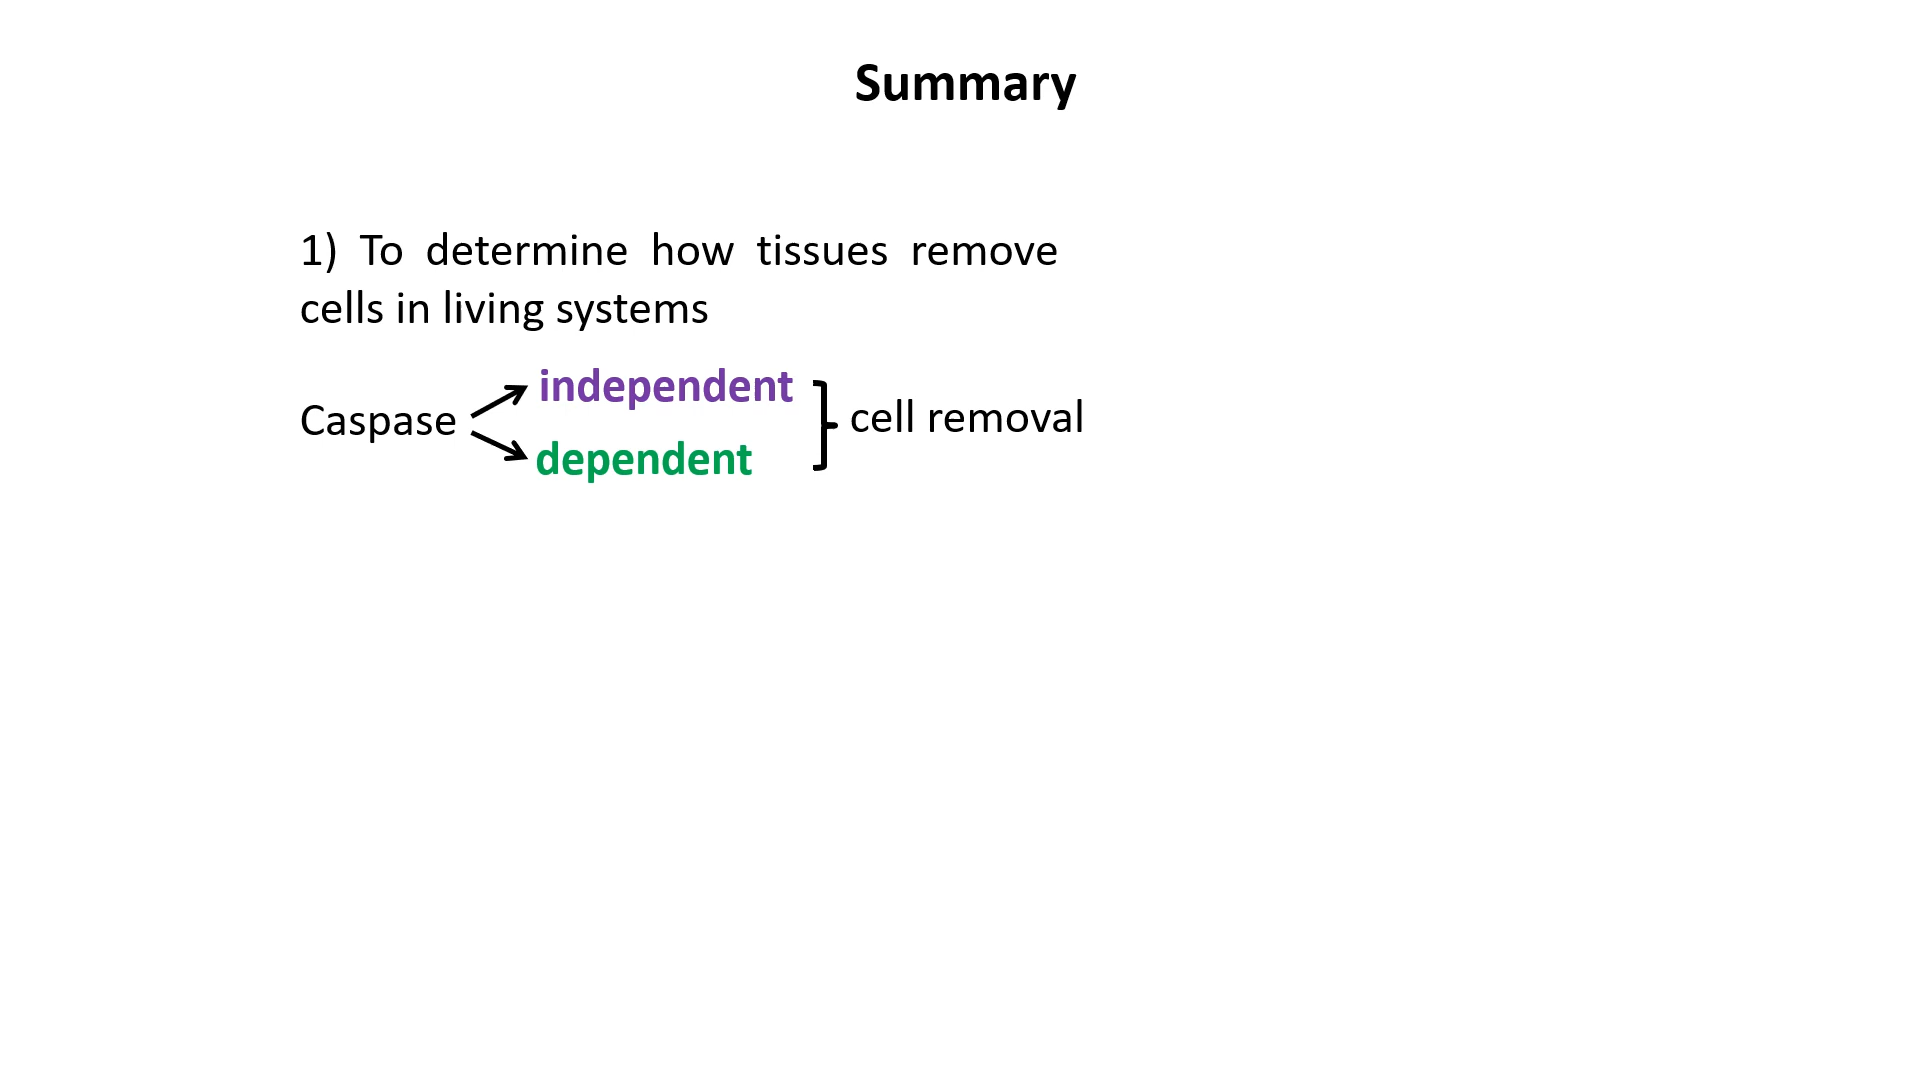 Summary
1) To determine how tissues remove
cells in living systems
independent
Caspase
cell removal
dependent